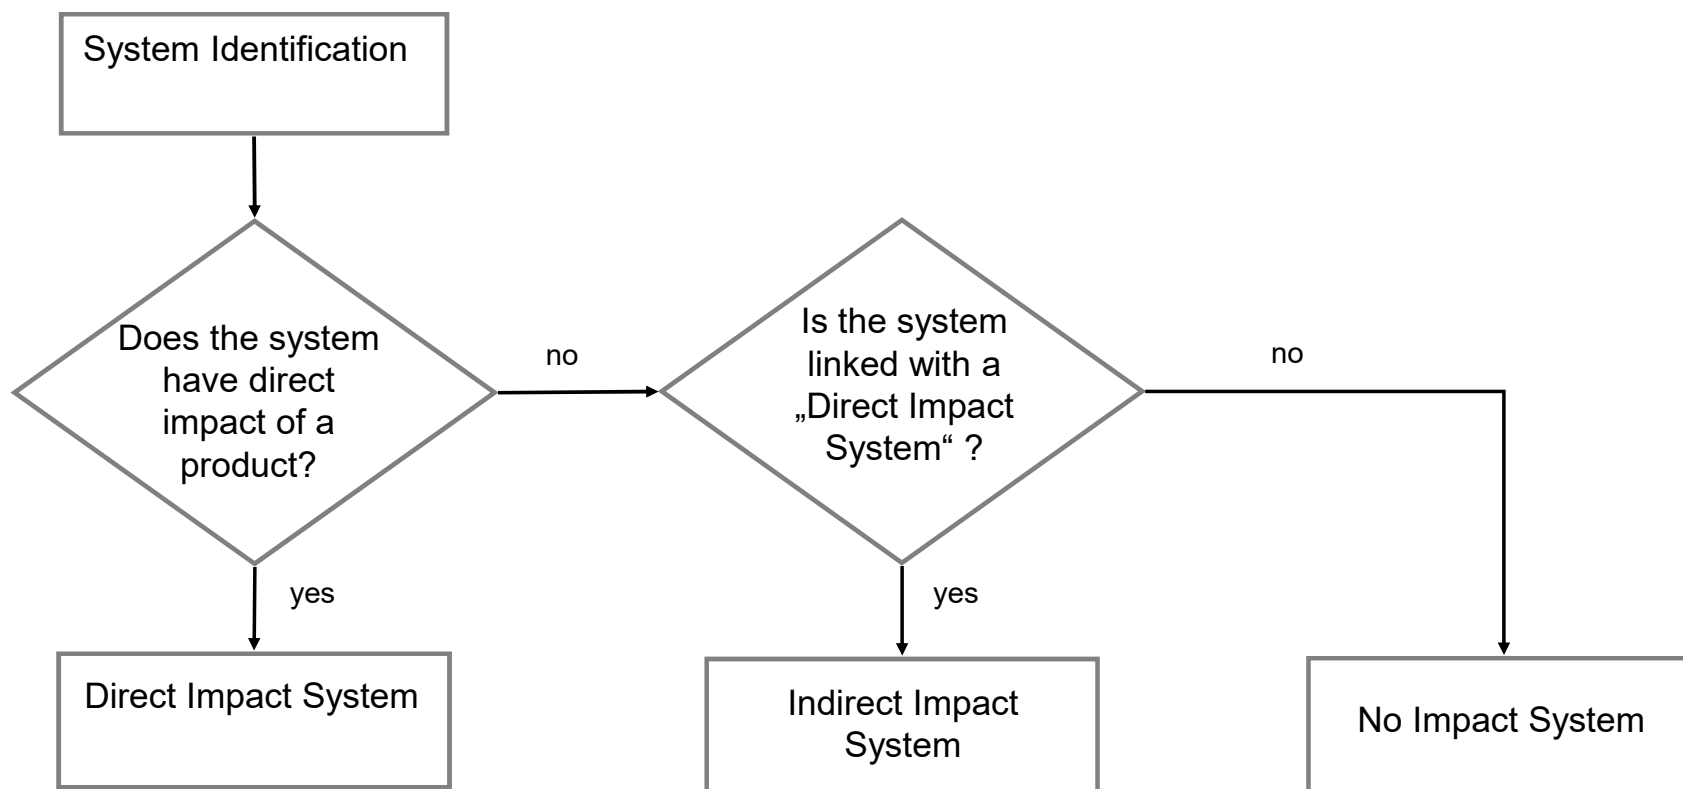 System Identification
Does the system
have direct
impact of a
product?
no
Is the system
linked with a
„Direct Impact
System“ ?
no
yes
yes
Direct Impact System
Indirect Impact
System
No Impact System